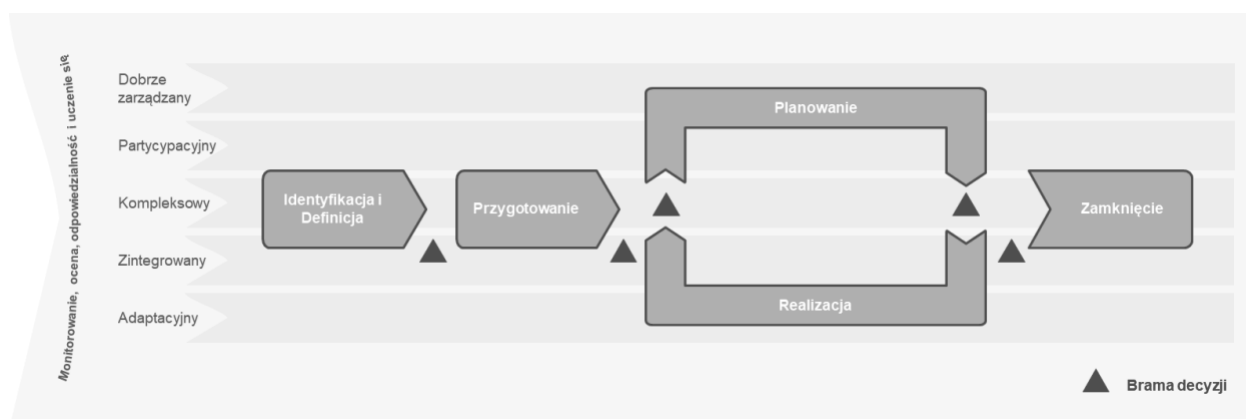 Monitorowanie, ocena, odpowiedzialność i uczenie się
Dobrze
zarządzany
Partycypacyjny
Kompleksowy
Zintegrowany
Adaptacyjny
Identyfikacja i
Definicja
Przygotowanie
Planowanie
Realizacja
Zamknięcie
Brama decyzji